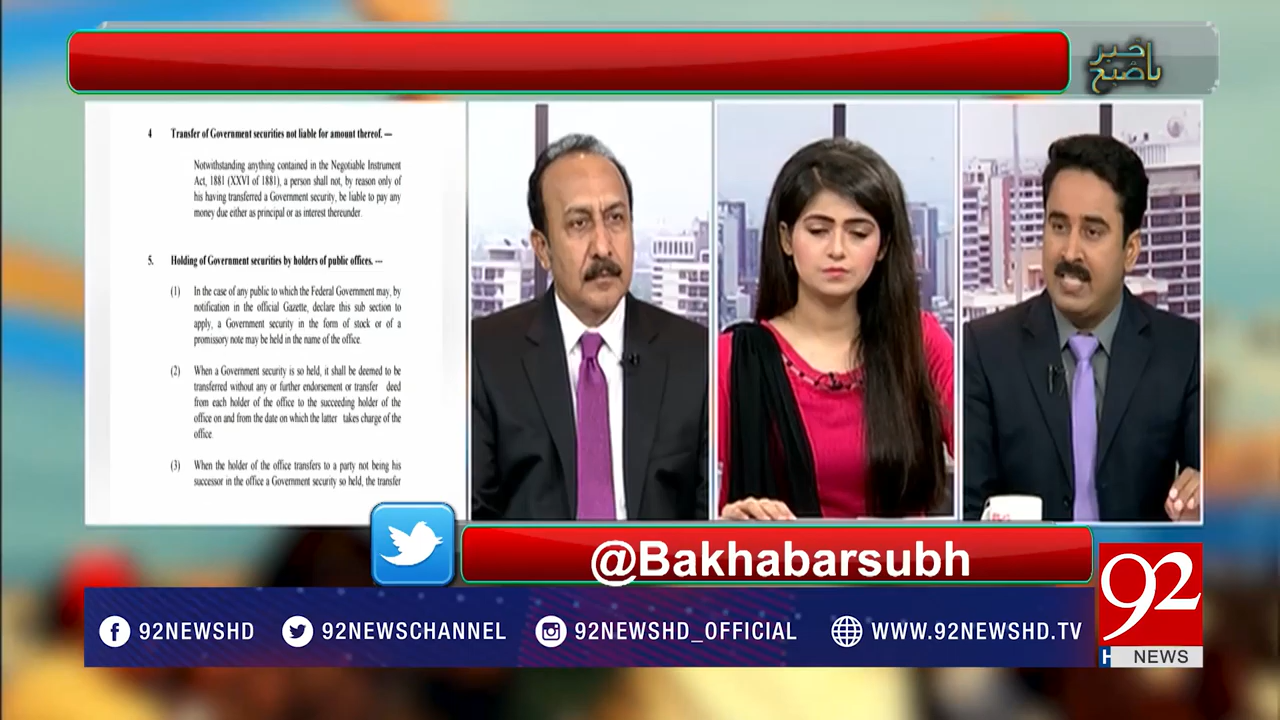 باخبر
صبح
4 Transfer of Government securities not liable for amount thereof. —
Notwithstanding anything contained in the Negotiable Instrument
Act, 1881 (XXVI of 1881), a person shall not, by reason only of
his having transferred a Government security, be liable to pay any
money due either as principal or as interest thereunder.
5. Holding of Government securities by holders of public offices. —
(1) In the case of any public to which the Federal Government may, by
notification in the official Gazette, declare this sub section to
apply, a Government security in the form of stock or of a
promissory note may be held in the name of the office.
(2) When a Government security is so held, it shall be deemed to be
transferred without any or further endorsement or transfer deed
from each holder of the office to the succeeding holder of the
office on and from the date on which the latter takes charge of the
office
(3) When the holder of the office transfers to a party not being his
successor in the office a Government security so held, the transfer
@Bakhabarsubh
92NEWSHD 92NEWSCHANNEL 92NEWSHD_OFFICIAL WWW.92NEWSHD.TV
92
H NEWS